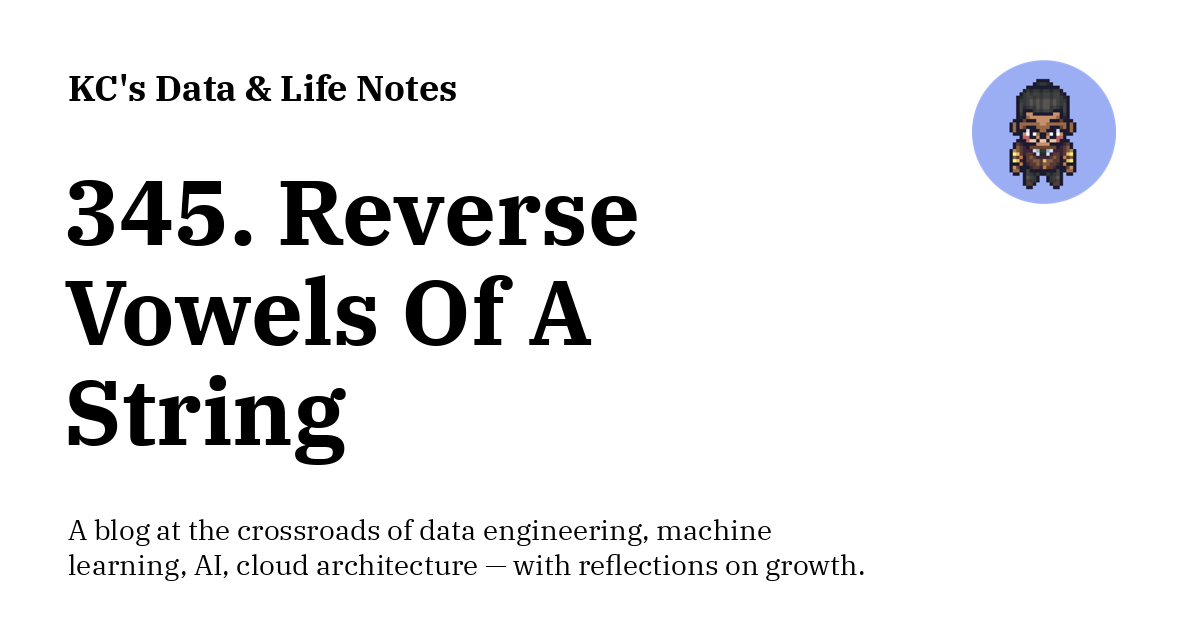 KC's Data & Life Notes
345. Reverse
Vowels Of A
String
A blog at the crossroads of data engineering, machine
learning, AI, cloud architecture — with reflections on growth.